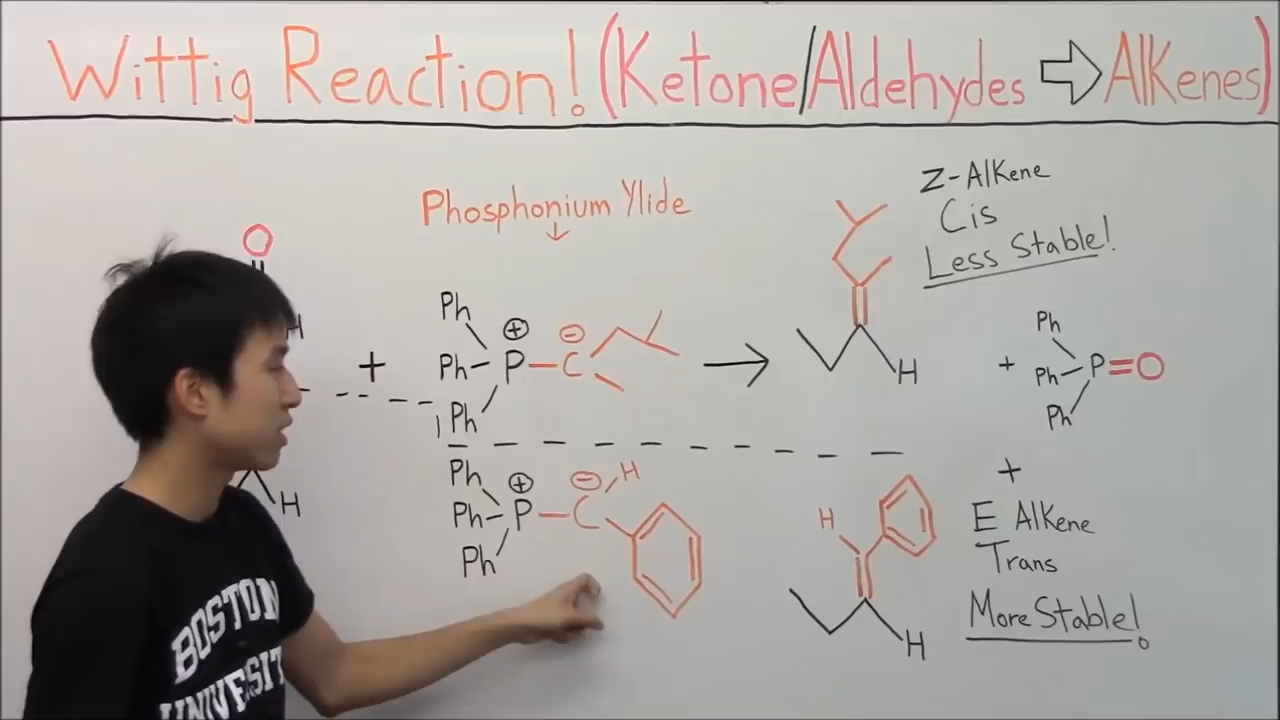 Wittig Reaction! (Ketone/Aldehydes ⇨ Alkenes)
Phosphonium Ylide
↓
Z-Alkene
Cis
Less Stable!
O
H
+
Ph
Ph
Ph
P
⊕
C
⊖
→
H
+
Ph
Ph
Ph
P=O
H
Ph
Ph
Ph
P
⊕
C
⊖
H
H
H
+
E Alkene
Trans
More Stable!
BOSTON
UNIVERSIT